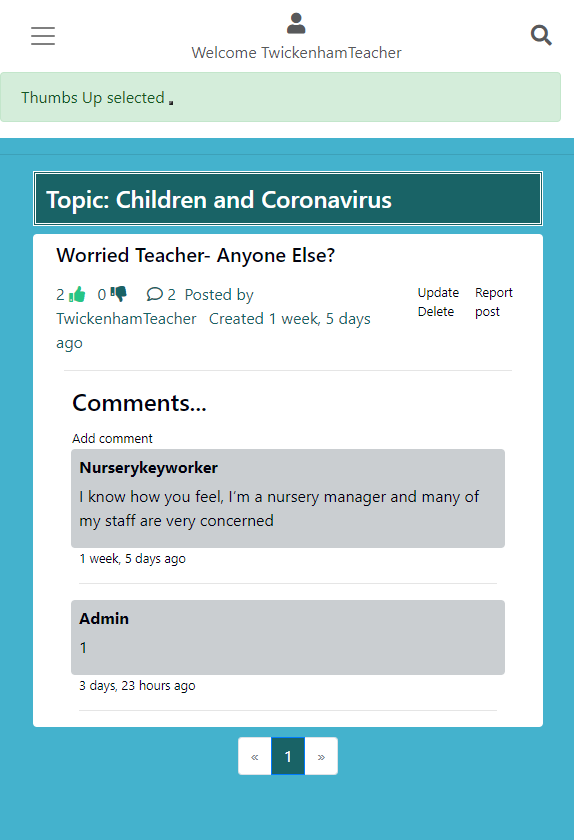 Welcome TwickenhamTeacher
Thumbs Up selected .
Topic: Children and Coronavirus
Worried Teacher- Anyone Else?
2 0 2 Posted by
TwickenhamTeacher Created 1 week, 5 days
ago
Update
Delete
Report
post
Comments...
Add comment
Nurserykeyworker
I know how you feel, I'm a nursery manager and many of
my staff are very concerned
1 week, 5 days ago
Admin
1
3 days, 23 hours ago
« 1 »